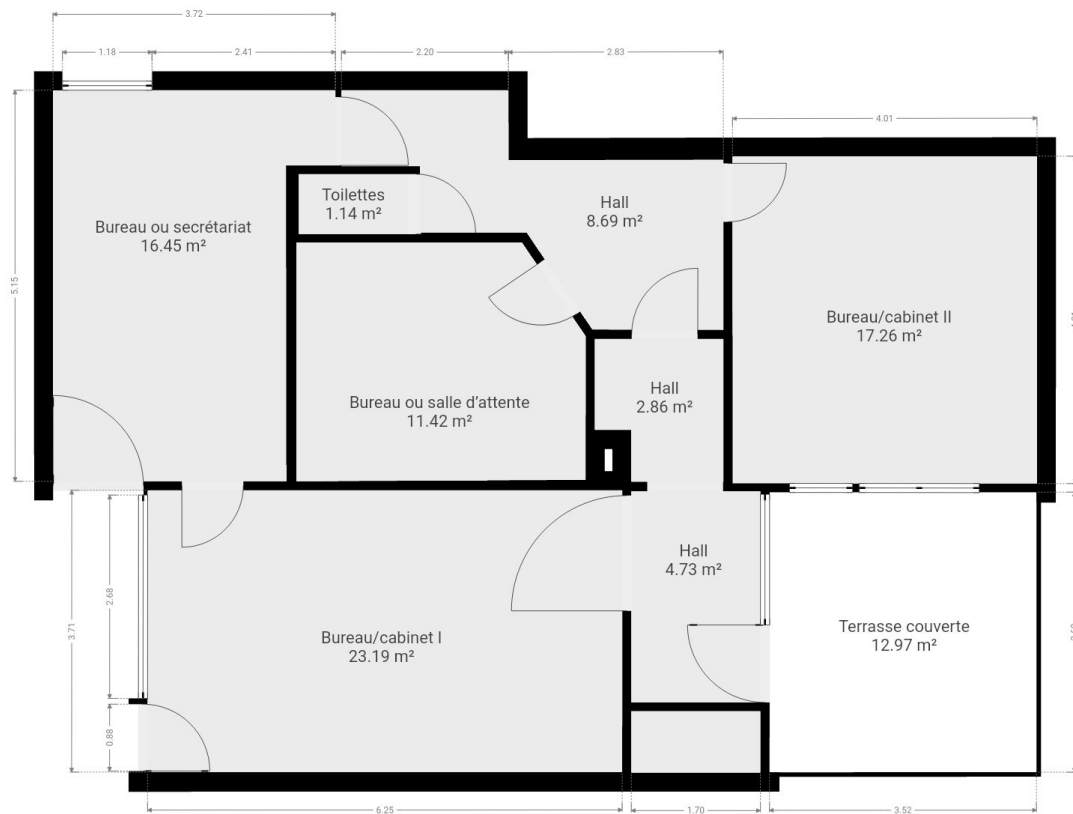 3.72
1.18
2.41
2.20
2.83
4.01
Toilettes
1.14 m²
Hall
8.69 m²
Bureau ou secrétariat
16.45 m²
5.15
Bureau/cabinet II
17.26 m²
Hall
2.86 m²
Bureau ou salle d’attente
11.42 m²
Hall
4.73 m²
2.68
3.71
Bureau/cabinet I
23.19 m²
Terrasse couverte
12.97 m²
0.88
6.25
1.70
3.52